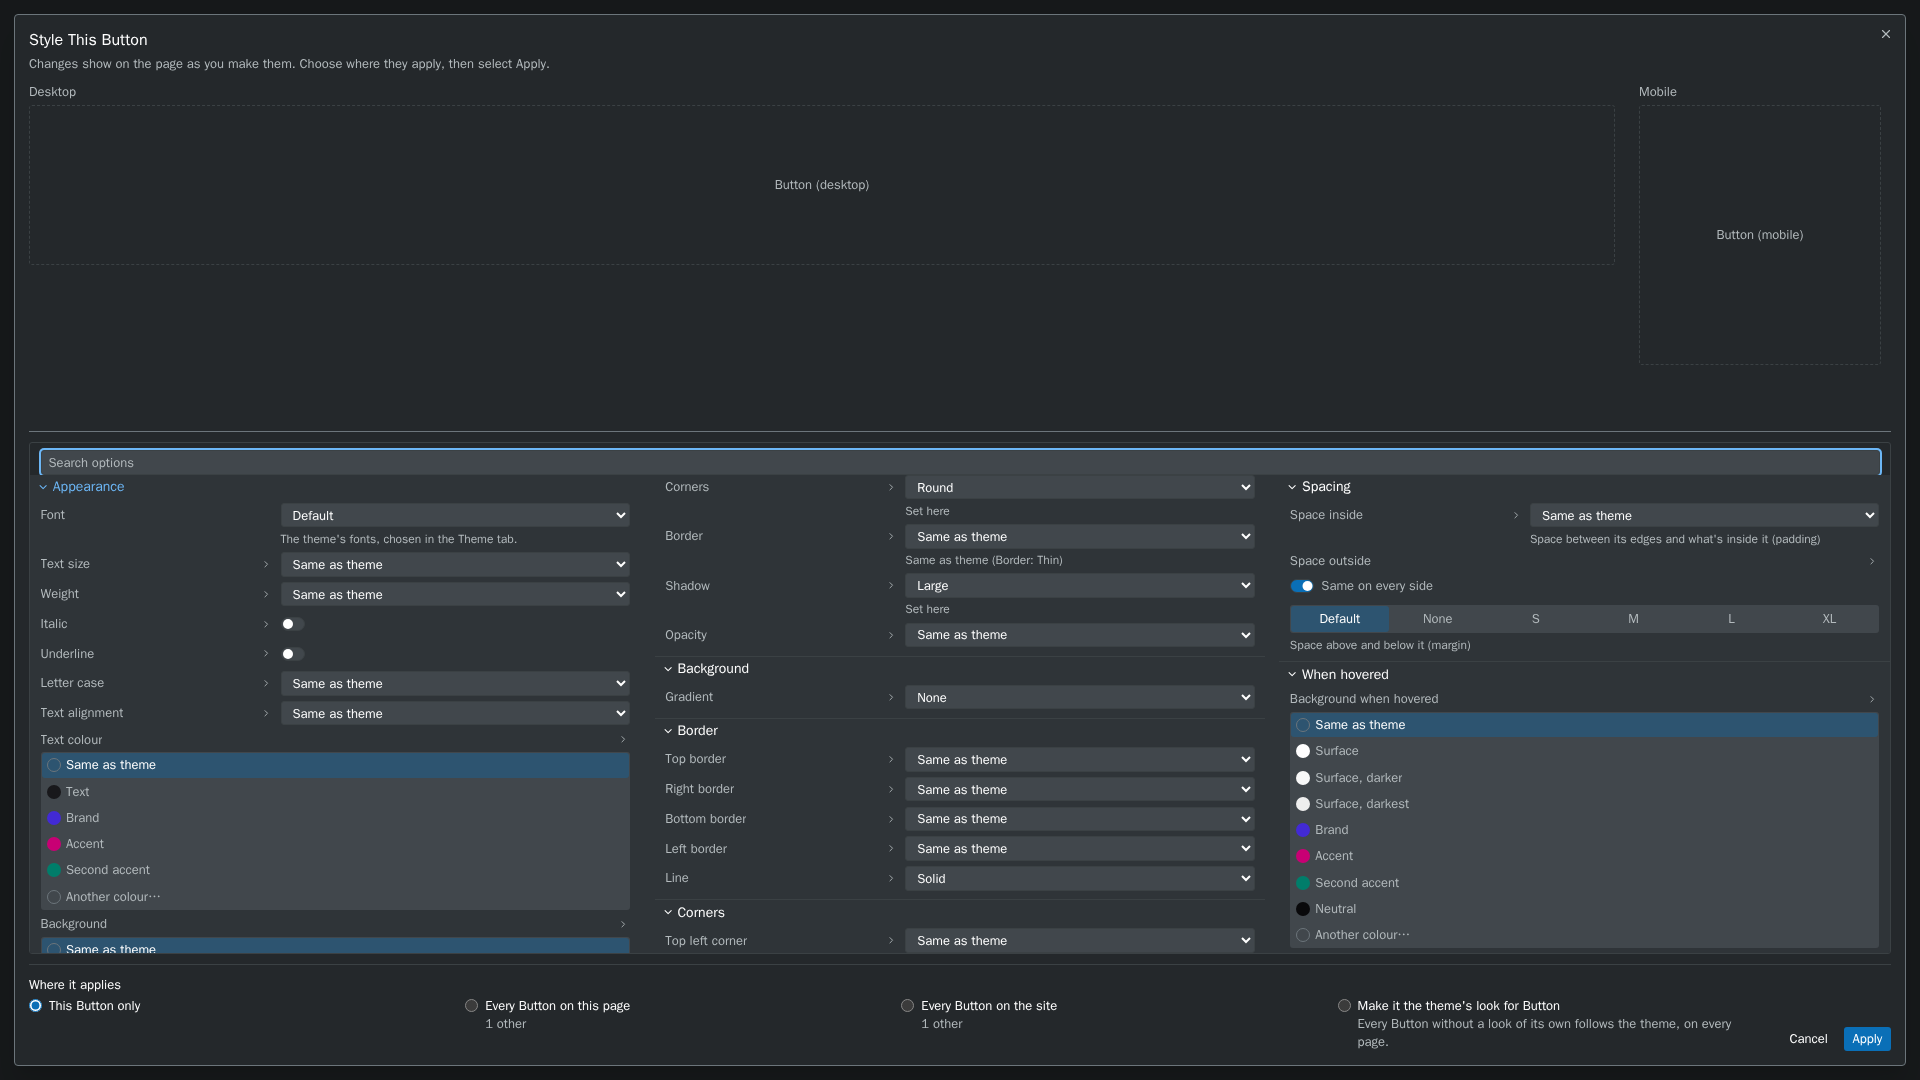 Style This Button
Changes show on the page as you make them. Choose where they apply, then select Apply.
Desktop
Mobile
Button (desktop)
Button (mobile)
Search options
Appearance
Font
Default
The theme's fonts, chosen in the Theme tab.
Text size
Same as theme
Weight
Same as theme
Italic
Underline
Letter case
Same as theme
Text alignment
Same as theme
Text colour
Same as theme
Text
Brand
Accent
Second accent
Another colour···
Background
Same as theme
Corners
Round
Set here
Border
Same as theme
Same as theme (Border: Thin)
Shadow
Large
Set here
Opacity
Same as theme
Background
Gradient
None
Border
Top border
Same as theme
Right border
Same as theme
Bottom border
Same as theme
Left border
Same as theme
Line
Solid
Corners
Top left corner
Same as theme
Spacing
Space inside
Same as theme
Space between its edges and what's inside it (padding)
Space outside
Same on every side
Default None S M L XL
Space above and below it (margin)
When hovered
Background when hovered
Same as theme
Surface
Surface, darker
Surface, darkest
Brand
Accent
Second accent
Neutral
Another colour···
Where it applies
This Button only
Every Button on this page
1 other
Every Button on the site
1 other
Make it the theme's look for Button
Every Button without a look of its own follows the theme, on every
page.
Cancel
Apply